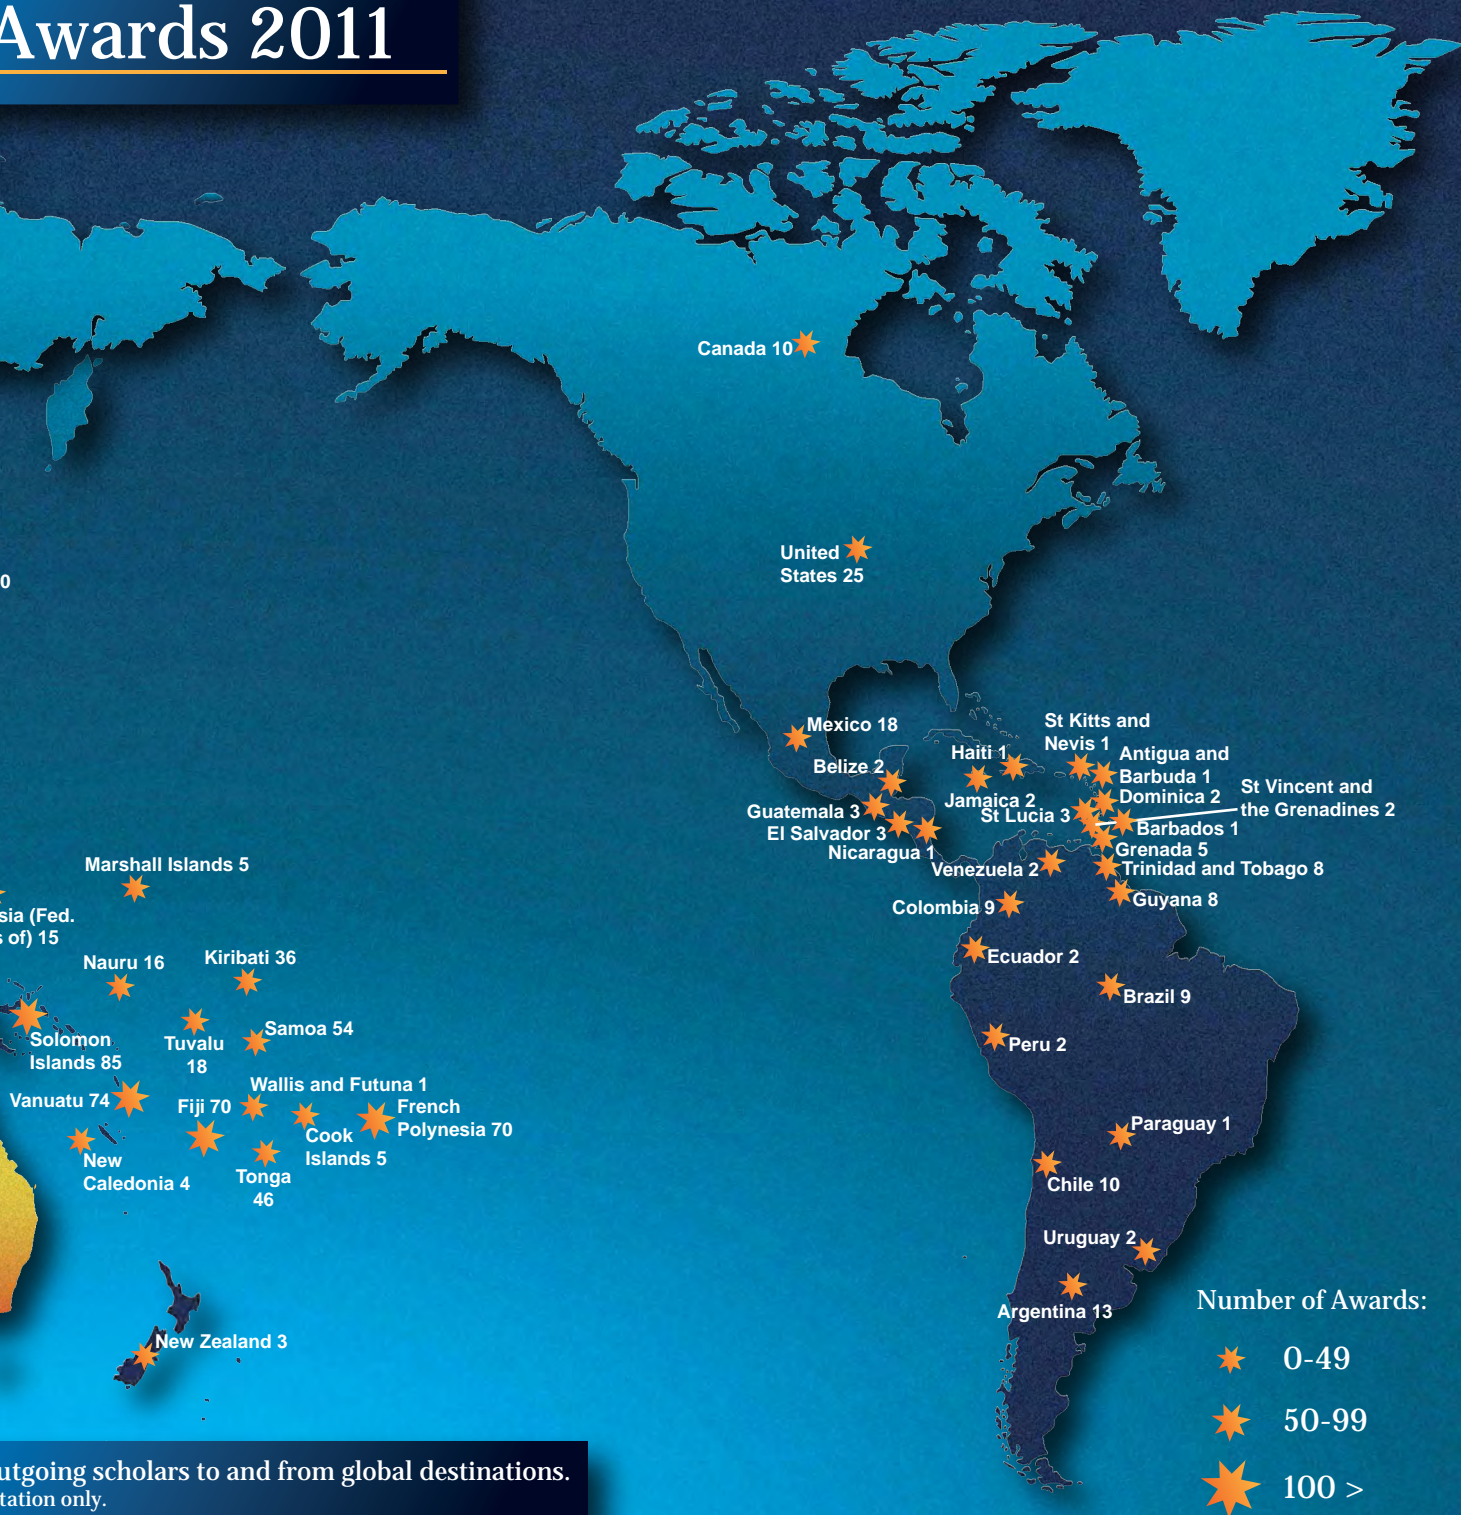 Awards 2011
Canada 10
United
States 25
0
Mexico 18
Belize 2
Guatemala 3
El Salvador 3
Nicaragua 1
Haiti 1
Jamaica 2
St Kitts and
Nevis 1
Antigua and
Barbuda 1
Dominica 2
St Lucia 3
St Vincent and
the Grenadines 2
Barbados 1
Grenada 5
Trinidad and Tobago 8
Venezuela 2
Guyana 8
Colombia 9
Ecuador 2
Brazil 9
Peru 2
Paraguay 1
Chile 10
Uruguay 2
Argentina 13
Marshall Islands 5
sia (Fed.
s of) 15
Nauru 16
Kiribati 36
Solomon
Islands 85
Tuvalu
18
Samoa 54
Vanuatu 74
Fiji 70
Wallis and Futuna 1
French
Polynesia 70
Cook
Islands 5
New
Caledonia 4
Tonga
46
New Zealand 3
Number of Awards:
0-49
50-99
100 >
utgoing scholars to and from global destinations.
tation only.